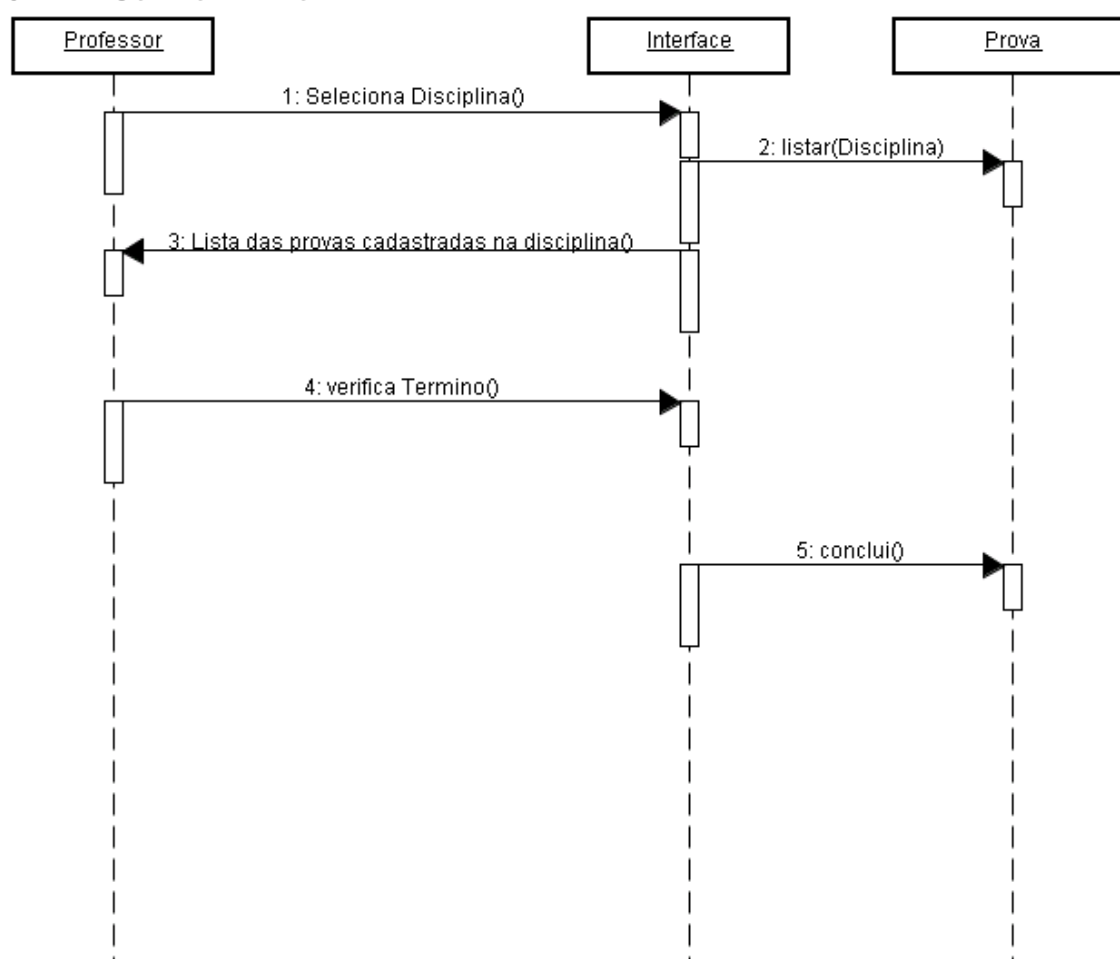 Professor
Interface
Prova
1: Seleciona Disciplina()
2: listar(Disciplina)
3: Lista das provas cadastradas na disciplina()
4: verifica Termino()
5: conclui()